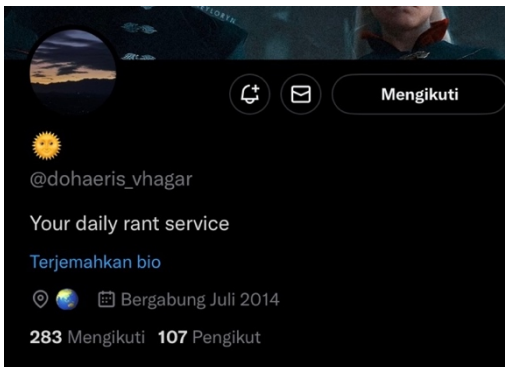 Mengikuti
🌞
@dohaeris_vhagar
Your daily rant service
Terjemahkan bio
🌏 Bergabung Juli 2014
283 Mengikuti 107 Pengikut